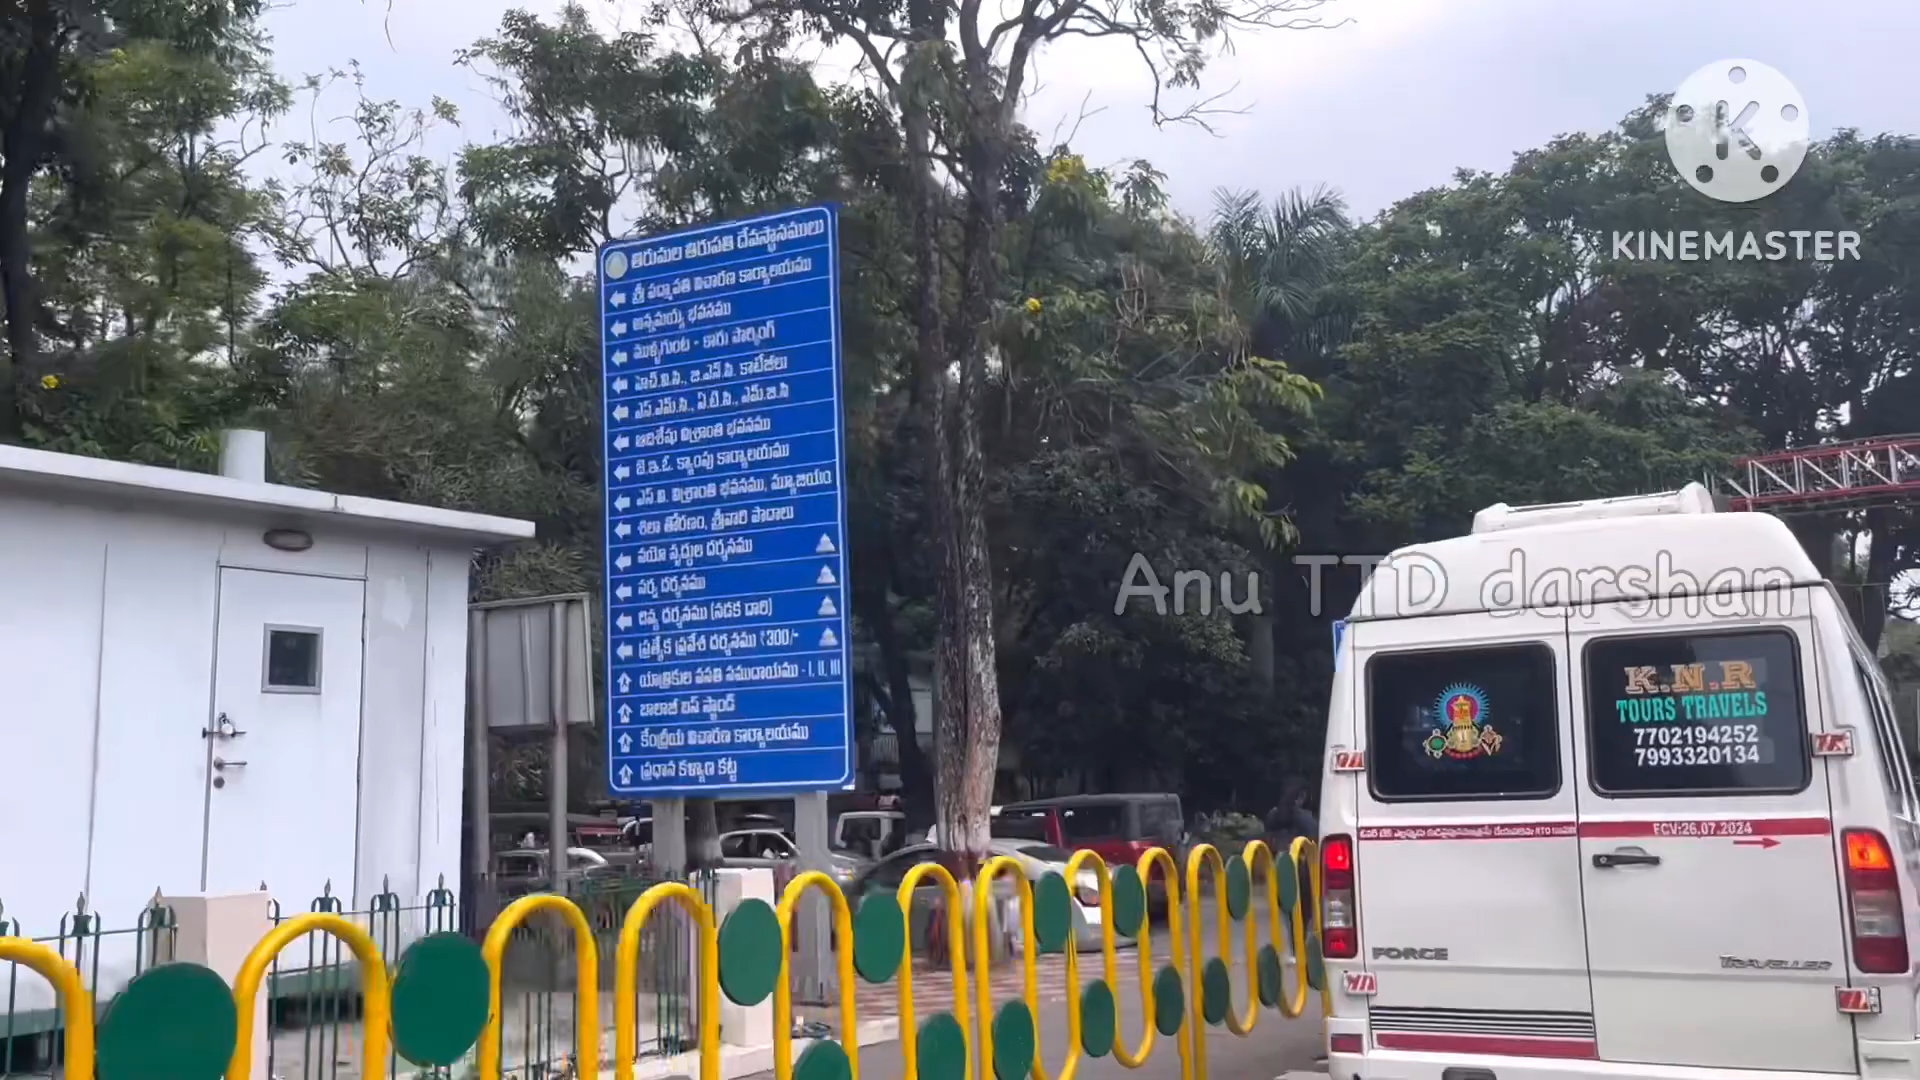 KINEMASTER
తిరుమల తిరుపతి దేవస్థానములు
శ్రీ పద్మావతి విచారణ కార్యాలయము
అన్నమయ్య భవనము
ముళ్ళగుంట - కారు పార్కింగ్
హెచ్.వి.సి., జి.ఎన్.సి. కాటేజీలు
ఎస్.ఎమ్.సి., ఏ.టి.సి., ఎమ్.బి.సి
ఆదిశేషు విశ్రాంతి భవనము
జె.ఇ.ఓ. క్యాంపు కార్యాలయము
ఎస్.వి. విశ్రాంతి భవనము, మ్యూజియం
శిలా తోరణం, శ్రీవారి పాదాలు
వయో వృద్ధుల దర్శనము
సర్వ దర్శనము
దివ్య దర్శనము (నడక దారి)
ప్రత్యేక ప్రవేశ దర్శనము ₹300/-
యాత్రికుల వసతి సముదాయము - I, II, III
బాలాజీ బస్ స్టాండ్
కేంద్రీయ విచారణ కార్యాలయము
ప్రధాన కళ్యాణ కట్ట
Anu TTD darshan
K.N.R
TOURS TRAVELS
7702194252
7993320134
FCV:26.07.2024
FORCE
TRAVELLER